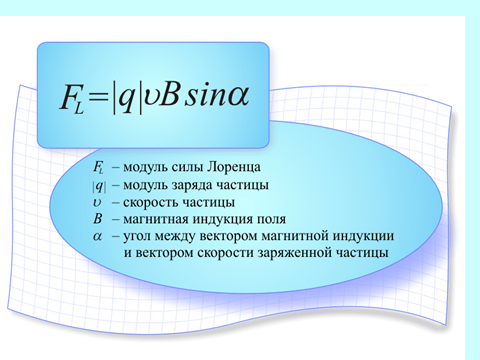 F_L=|q|υB sinα
F_L – модуль силы Лоренца
|q| – модуль заряда частицы
υ – скорость частицы
B – магнитная индукция поля
α – угол между вектором магнитной индукции
и вектором скорости заряженной частицы